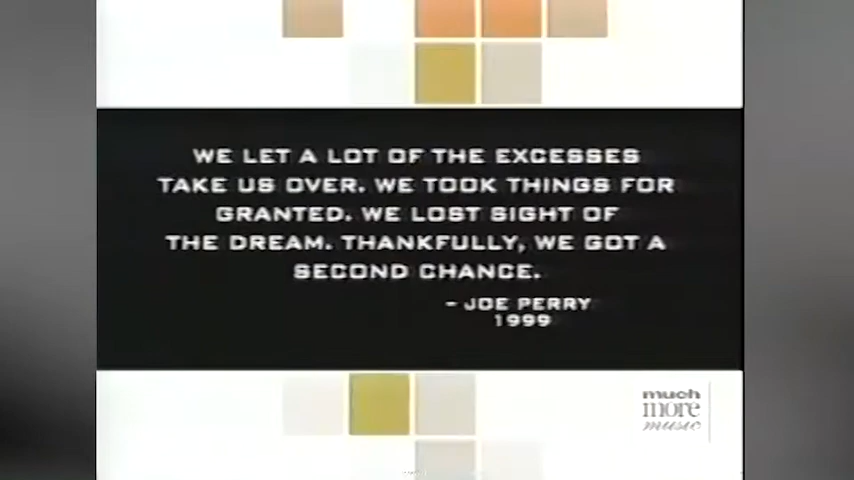 WE LET A LOT OF THE EXCESSES
TAKE US OVER. WE TOOK THINGS FOR
GRANTED. WE LOST SIGHT OF
THE DREAM. THANKFULLY, WE GOT A
SECOND CHANCE.
- JOE PERRY
1999
much
more
music